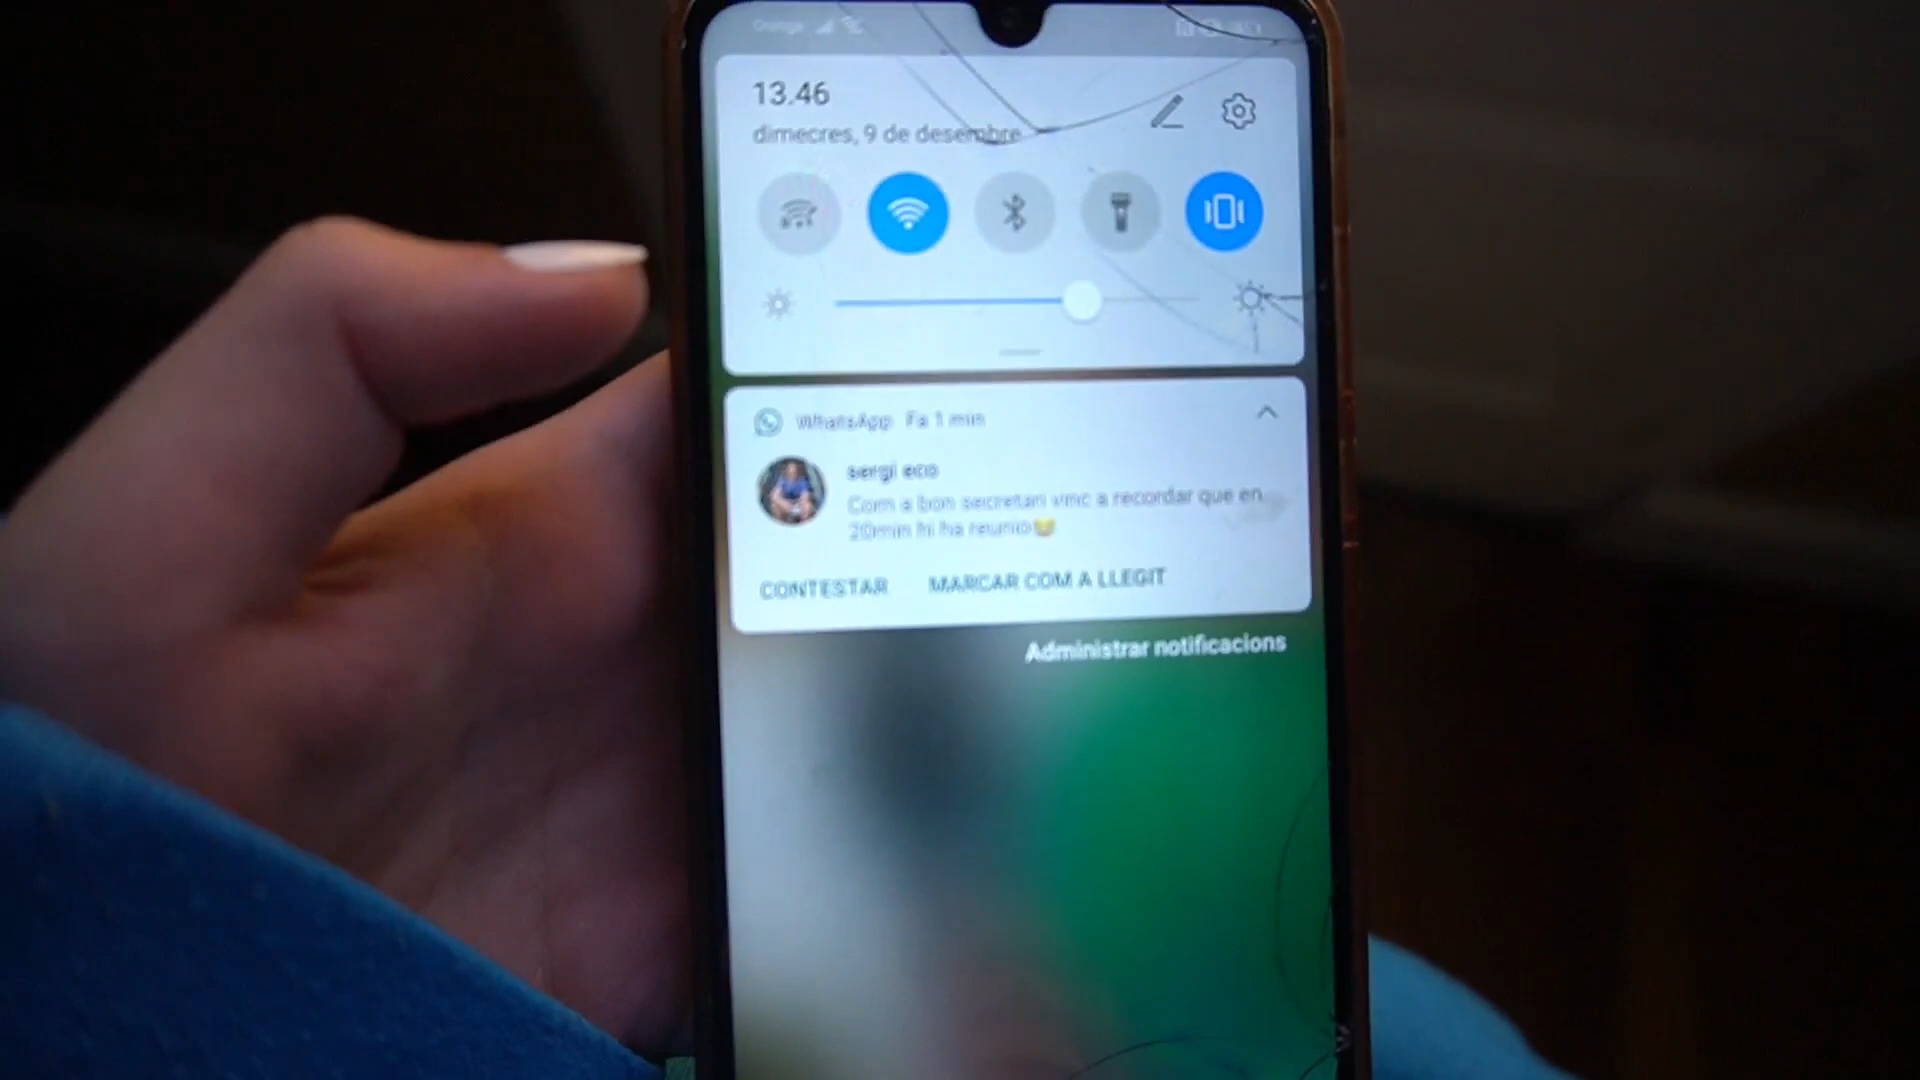 Orange
13.46
dimecres, 9 de desembre
WhatsApp Fa 1 min
sergi eco
Com a bon secretari vinc a recordar que en
20min hi ha reunio😂
CONTESTAR MARCAR COM A LLEGIT
Administrar notificacions